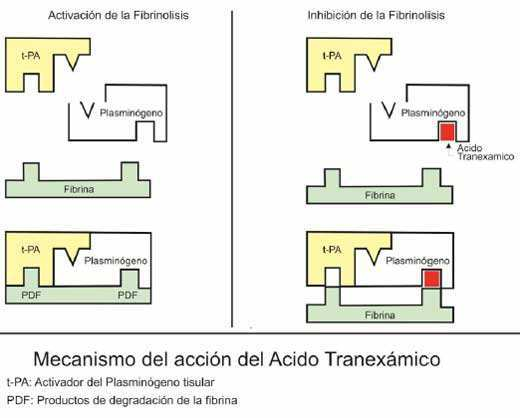 Activación de la Fibrinolisis
t-PA
Plasminógeno
Fibrina
t-PA
Plasminógeno
PDF
PDF
Inhibición de la Fibrinolíisis
t-PA
Plasminógeno
Acido
Tranexamico
Fibrina
t-PA
Plasminógeno
Fibrina
Mecanismo del acción del Acido Tranexámico
t-PA: Activador del Plasminógeno tisular
PDF: Productos de degradación de la fibrina